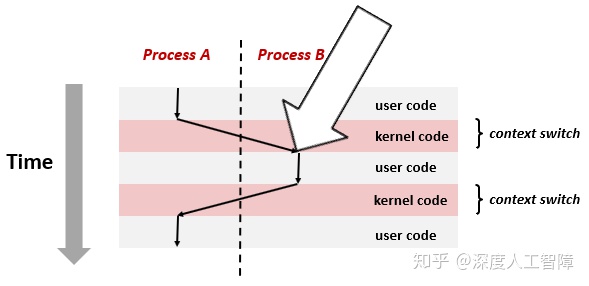 Process A
Process B
user code
kernel code
context switch
Time
user code
kernel code
context switch
user code
知乎 @深度人工智障